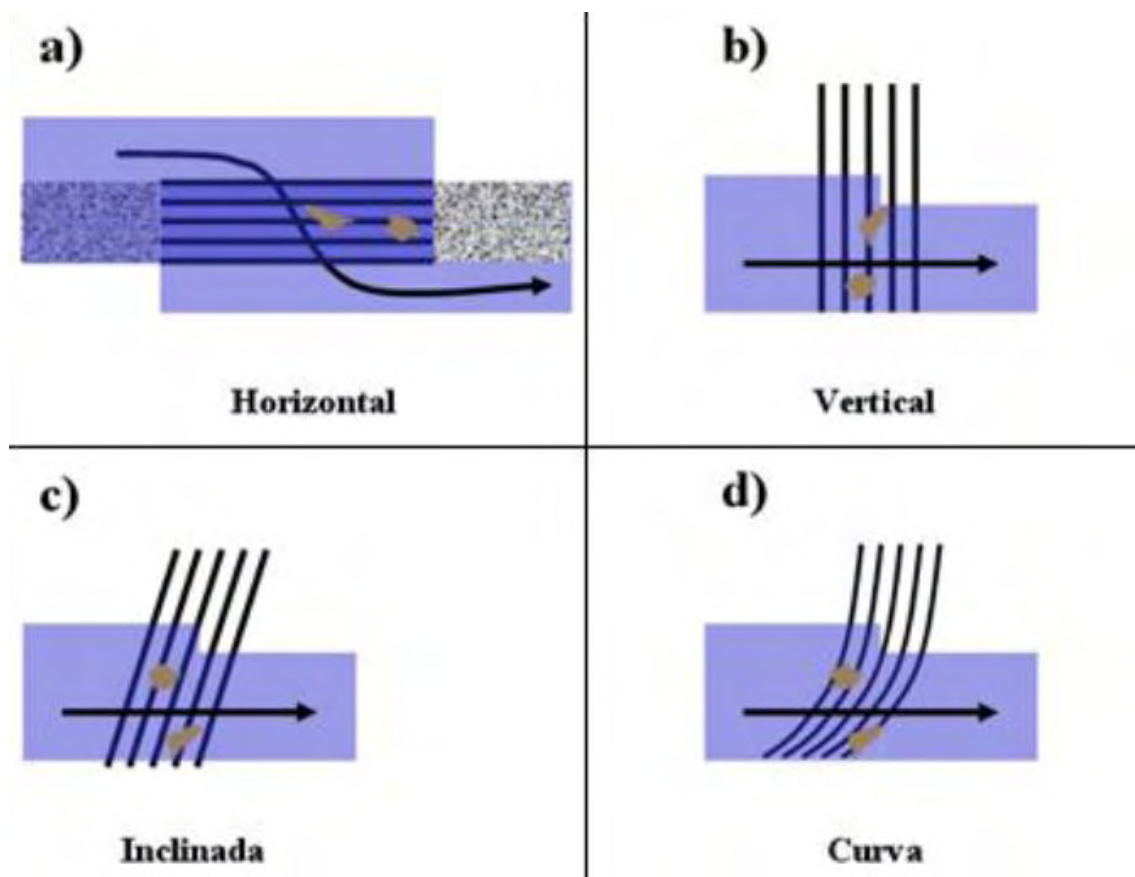 a)
Horizontal
b)
Vertical
c)
Inclinada
d)
Curva